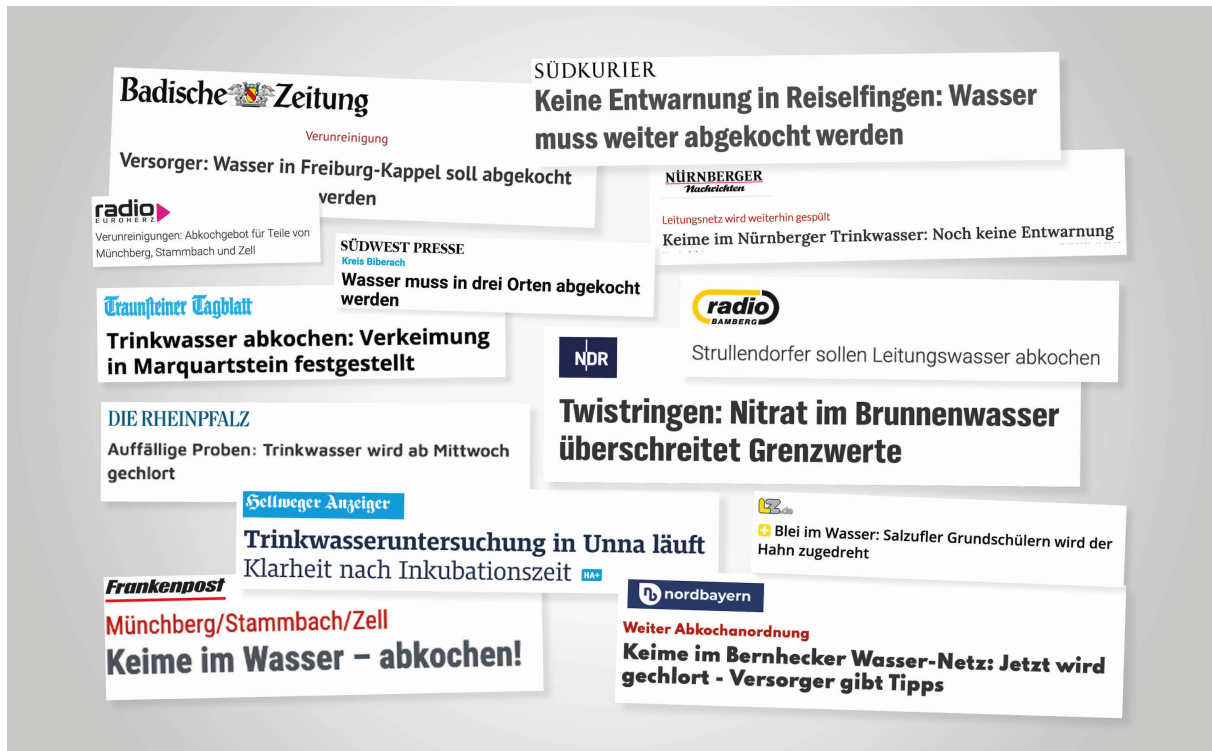 Badische Zeitung
Verunreinigung
Versorger: Wasser in Freiburg-Kappel soll abgekocht
werden
SÜDKURIER
Keine Entwarnung in Reiselfingen: Wasser
muss weiter abgekocht werden
radio
EUROHERZ
Verunreinigungen: Abkochgebot für Teile von
Münchberg, Stammbach und Zell
NÜRNBERGER
Nachrichten
Leitungsnetz wird weiterhin gespült
Keime im Nürnberger Trinkwasser: Noch keine Entwarnung
SÜDWEST PRESSE
Kreis Biberach
Wasser muss in drei Orten abgekocht
werden
Traunsteiner Tagblatt
Trinkwasser abkochen: Verkeimung
in Marquartstein festgestellt
radio
BAMBERG
Strullendorfer sollen Leitungswasser abkochen
NDR
Twistringen: Nitrat im Brunnenwasser
überschreitet Grenzwerte
DIE RHEINPFALZ
Auffällige Proben: Trinkwasser wird ab Mittwoch
gechlort
Hellweger Anzeiger
Trinkwasseruntersuchung in Unna läuft
Klarheit nach Inkubationszeit HA+
LZ.de
Blei im Wasser: Salzufler Grundschülern wird der
Hahn zugedreht
Frankenpost
Münchberg/Stammbach/Zell
Keime im Wasser – abkochen!
nb nordbayern
Weiter Abkochanordnung
Keime im Bernhecker Wasser-Netz: Jetzt wird
gechlort - Versorger gibt Tipps